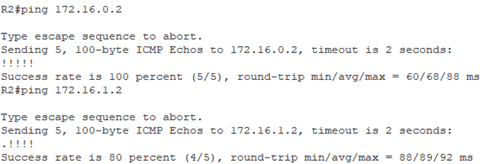 R2#ping 172.16.0.2
Type escape sequence to abort.
Sending 5, 100-byte ICMP Echos to 172.16.0.2, timeout is 2 seconds:
!!!!!
Success rate is 100 percent (5/5), round-trip min/avg/max = 60/68/88 ms
R2#ping 172.16.1.2
Type escape sequence to abort.
Sending 5, 100-byte ICMP Echos to 172.16.1.2, timeout is 2 seconds:
.!!!!
Success rate is 80 percent (4/5), round-trip min/avg/max = 88/89/92 ms